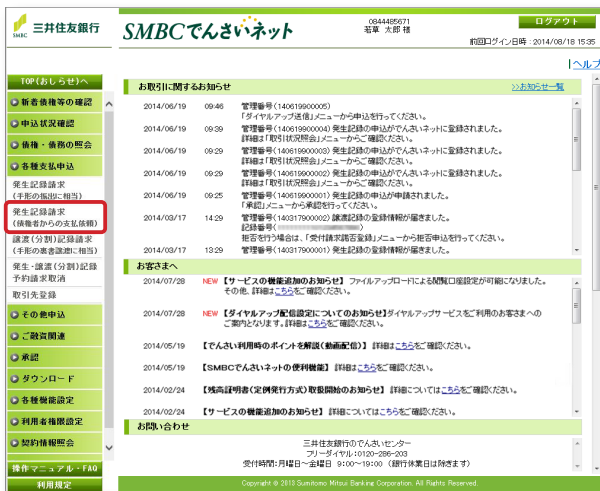 SMBC 三井住友銀行
SMBCでんさいネット
0844485671
若草 太郎 様
ログアウト
前回ログイン日時:2014/08/18 15:35
ヘルプ
TOP(おしらせ)へ
新着債権等の確認
申込状況確認
債権・債務の照会
各種支払申込
発生記録請求
(手形の振出に相当)
発生記録請求
(債権者からの支払依頼)
譲渡(分割)記録請求
(手形の裏書譲渡に相当)
発生・譲渡(分割)記録
予約請求取消
取引先登録
その他申込
ご融資関連
承認
ダウンロード
各種機能設定
利用者権限設定
契約情報照会
操作マニュアル・FAQ
利用規定
お取引に関するお知らせ
>>お知らせ一覧
2014/06/19 09:46 管理番号(140619900005)
「ダイヤルアップ送信」メニューから申込を行ってください。
2014/06/19 09:39 管理番号(140619900004) 発生記録の申込がでんさいネットに登録されました。
詳細は「取引状況照会」メニューからご確認ください。
2014/06/19 09:29 管理番号(140619900003) 発生記録の申込がでんさいネットに登録されました。
詳細は「取引状況照会」メニューからご確認ください。
2014/06/19 09:29 管理番号(140619900002) 発生記録の申込がでんさいネットに登録されました。
詳細は「取引状況照会」メニューからご確認ください。
2014/06/19 09:25 管理番号(140619900001) 発生記録の申込が申請されました。
「承認」メニューから承認を行ってください。
2014/03/17 14:29 管理番号(140317900002) 譲渡記録の登録情報が届きました。
記録番号( )
拒否を行う場合は、「受付請求諾否登録」メニューから拒否申込を行ってください。
2014/03/17 13:29 管理番号(140317900001) 発生記録の登録情報が届きました。
お客さまへ
2014/07/28 NEW 【サービスの機能追加のお知らせ】 ファイルアップロードによる閲覧口座設定が可能になりました。
その他、詳細はこちらをご確認ください。
2014/07/28 NEW 【ダイヤルアップ配信設定についてのお知らせ】ダイヤルアップサービスをご利用のお客さまへの
ご案内となります。詳細はこちらをご確認ください。
2014/05/19 【でんさい利用時のポイントを解説(動画配信)】 詳細はこちらをご確認ください。
2014/05/19 【SMBCでんさいネットの便利機能】 詳細はこちらをご確認ください。
2014/02/24 【残高証明書(定例発行方式)取扱開始のお知らせ】 詳細についてはこちらをご確認ください。
2014/02/24 【サービスの機能追加のお知らせ】 詳細についてはこちらをご確認ください。
お問い合わせ
三井住友銀行のでんさいセンター
フリーダイヤル:0120-286-203
受付時間:月曜日~金曜日 9:00~19:00 (銀行休業日は除きます)
Copyright © 2013 Sumitomo Mitsui Banking Corporation. All Rights Reserved.